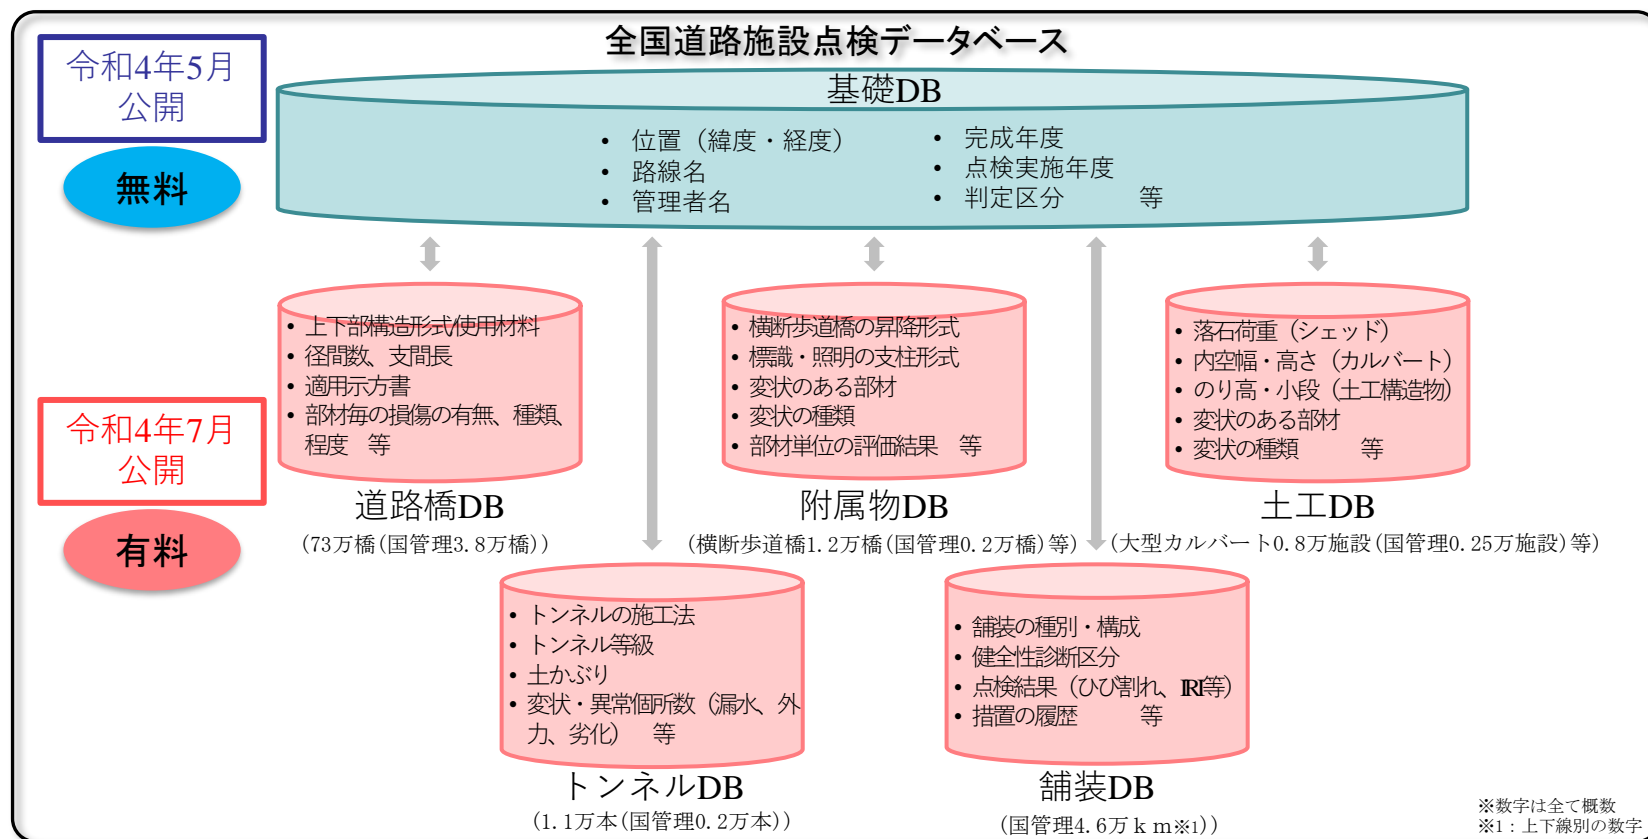 全国道路施設点検データベース
令和4年5月
公開
無料
基礎DB
• 位置（緯度・経度）
• 路線名
• 管理者名
• 完成年度
• 点検実施年度
• 判定区分　　　等
令和4年7月
公開
有料
• 上下部構造形式/使用材料
• 径間数、支間長
• 適用示方書
• 部材毎の損傷の有無、種類、
程度　等
道路橋DB
(73万橋(国管理3.8万橋))
• 横断歩道橋の昇降形式
• 標識・照明の支柱形式
• 変状のある部材
• 変状の種類
• 部材単位の評価結果　等
附属物DB
(横断歩道橋1.2万橋(国管理0.2万橋)等)
• 落石荷重（シェッド）
• 内空幅・高さ（カルバート）
• のり高・小段（土工構造物）
• 変状のある部材
• 変状の種類　　　等
土工DB
(大型カルバート0.8万施設(国管理0.25万施設)等)
• トンネルの施工法
• トンネル等級
• 土かぶり
• 変状・異常個所数（漏水、外
力、劣化）　等
トンネルDB
(1.1万本(国管理0.2万本))
• 舗装の種別・構成
• 健全性診断区分
• 点検結果（ひび割れ、IRI等）
• 措置の履歴　　　等
舗装DB
(国管理4.6万ｋｍ※1))
※数字は全て概数
※1：上下線別の数字